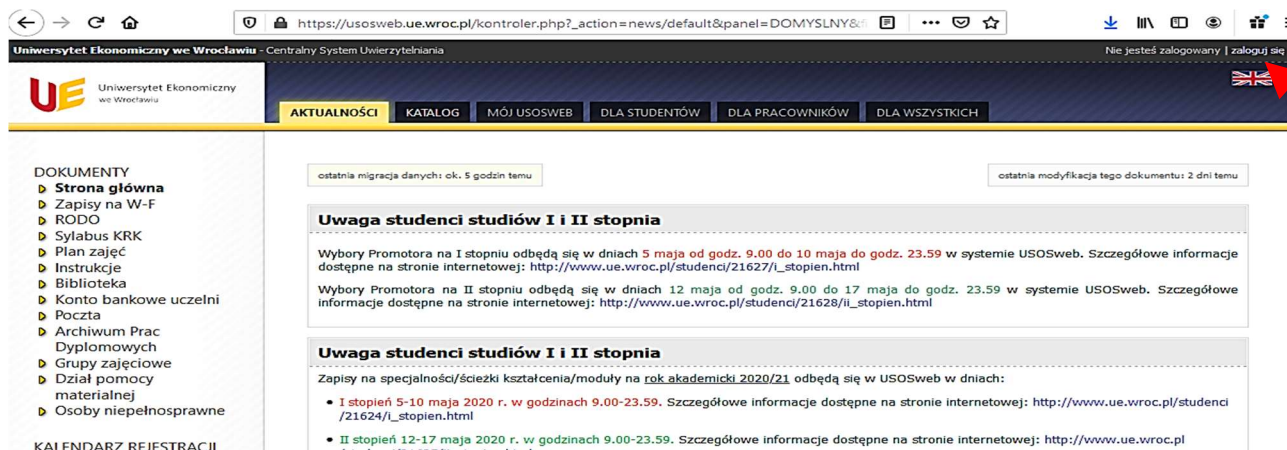 https://usosweb.ue.wroc.pl/kontroler.php?_action=news/default&panel=DOMYSLNY&
Uniwersytet Ekonomiczny we Wrocławiu - Centralny System Uwierzytelniania
Nie jesteś zalogowany | zaloguj się
UE Uniwersytet Ekonomiczny
we Wrocławiu
AKTUALNOŚCI KATALOG MÓJ USOSWEB DLA STUDENTÓW DLA PRACOWNIKÓW DLA WSZYSTKICH
DOKUMENTY
Strona główna
Zapisy na W-F
RODO
Sylabus KRK
Plan zajęć
Instrukcje
Biblioteka
Konto bankowe uczelni
Poczta
Archiwum Prac
Dyplomowych
Grupy zajęciowe
Dział pomocy
materialnej
Osoby niepełnosprawne
KALENDARZ REJESTRACJI
ostatnia migracja danych: ok. 5 godzin temu
ostatnia modyfikacja tego dokumentu: 2 dni temu
Uwaga studenci studiów I i II stopnia
Wybory Promotora na I stopniu odbędą się w dniach 5 maja od godz. 9.00 do 10 maja do godz. 23.59 w systemie USOSweb. Szczegółowe informacje
dostępne na stronie internetowej: http://www.ue.wroc.pl/studenci/21627/i_stopien.html
Wybory Promotora na II stopniu odbędą się w dniach 12 maja od godz. 9.00 do 17 maja do godz. 23.59 w systemie USOSweb. Szczegółowe
informacje dostępne na stronie internetowej: http://www.ue.wroc.pl/studenci/21628/ii_stopien.html
Uwaga studenci studiów I i II stopnia
Zapisy na specjalności/ścieżki kształcenia/moduły na rok akademicki 2020/21 odbędą się w USOSweb w dniach:
• I stopień 5-10 maja 2020 r. w godzinach 9.00-23.59. Szczegółowe informacje dostępne na stronie internetowej: http://www.ue.wroc.pl/studenci
/21624/i_stopien.html
• II stopień 12-17 maja 2020 r. w godzinach 9.00-23.59. Szczegółowe informacje dostępne na stronie internetowej: http://www.ue.wroc.pl